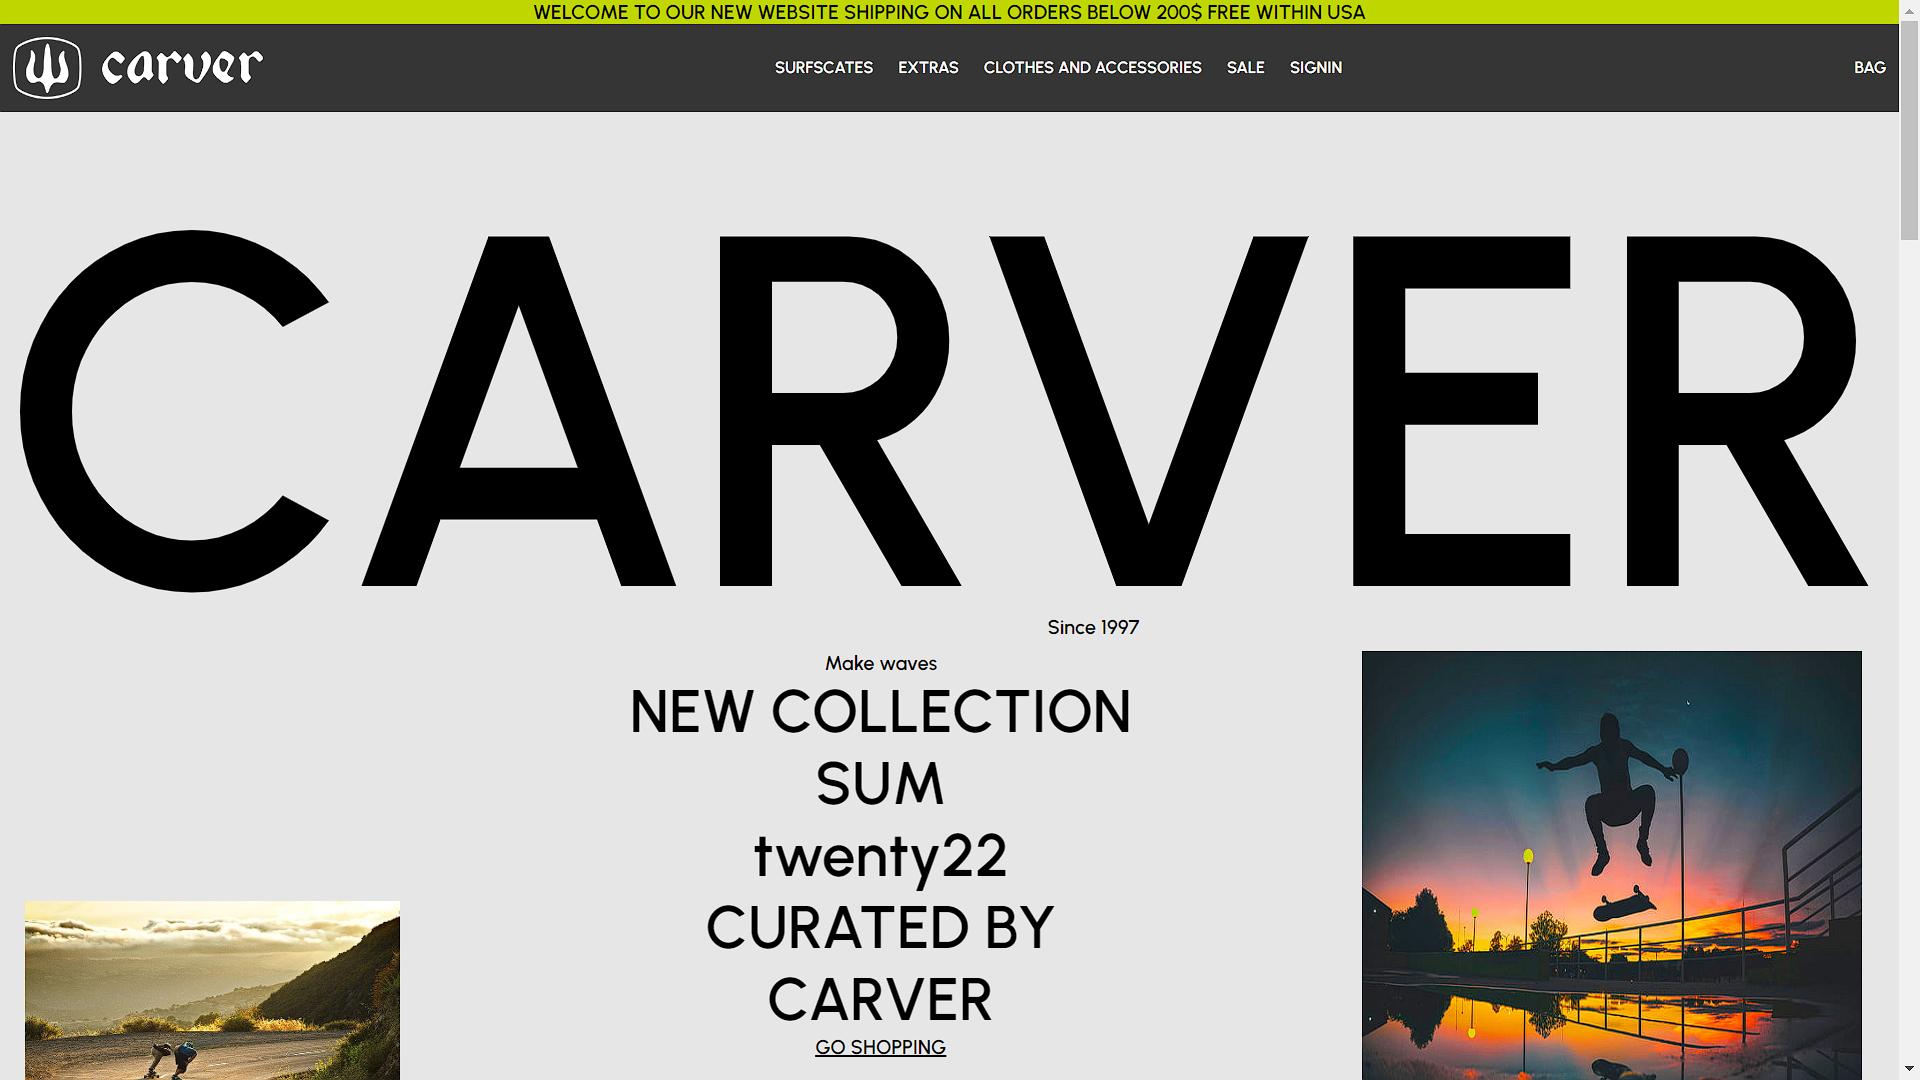 WELCOME TO OUR NEW WEBSITE SHIPPING ON ALL ORDERS BELOW 200$ FREE WITHIN USA
carver
SURFSCATES
EXTRAS
CLOTHES AND ACCESSORIES
SALE
SIGNIN
BAG
CARVER
Since 1997
Make waves
NEW COLLECTION
SUM
twenty22
CURATED BY
CARVER
GO SHOPPING